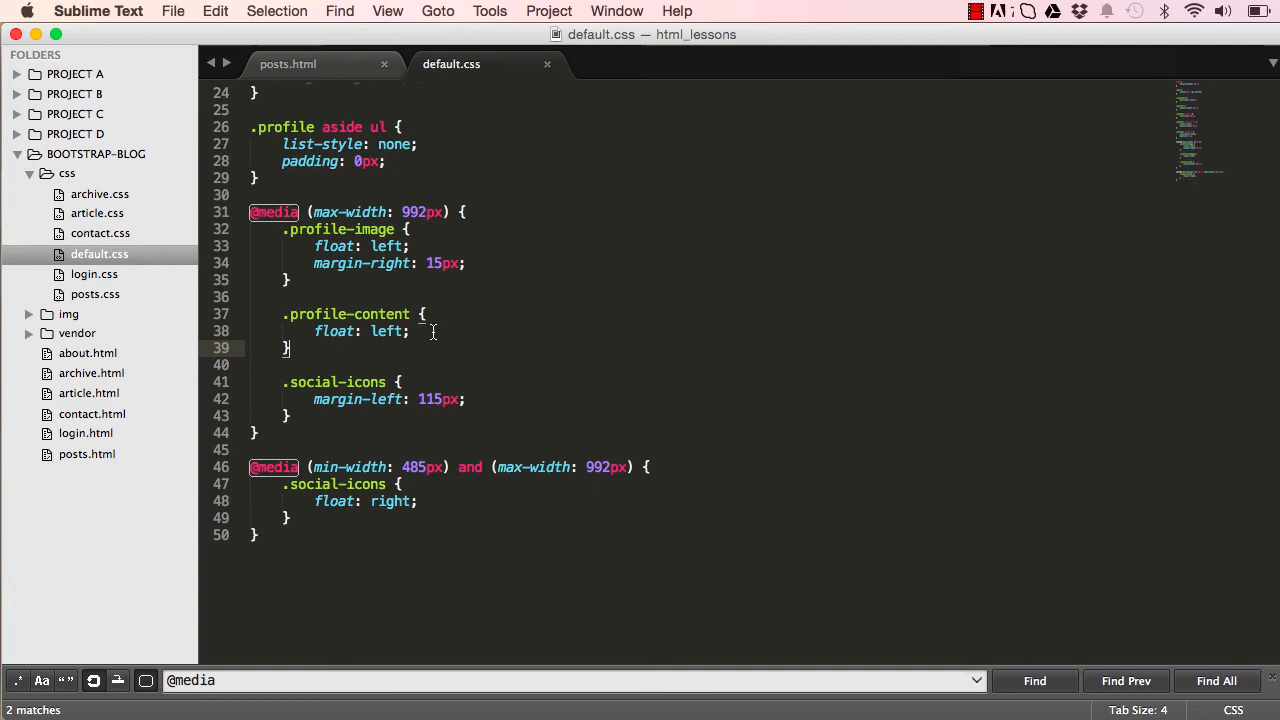 Sublime Text File Edit Selection Find View Goto Tools Project Window Help
default.css — html_lessons
FOLDERS
PROJECT A
PROJECT B
PROJECT C
PROJECT D
BOOTSTRAP-BLOG
css
archive.css
article.css
contact.css
default.css
login.css
posts.css
img
vendor
about.html
archive.html
article.html
contact.html
login.html
posts.html
posts.html × default.css ×
24 }
25
26 .profile aside ul {
27 list-style: none;
28 padding: 0px;
29 }
30
31 @media (max-width: 992px) {
32 .profile-image {
33 float: left;
34 margin-right: 15px;
35 }
36
37 .profile-content {
38 float: left;
39 }
40
41 .social-icons {
42 margin-left: 115px;
43 }
44 }
45
46 @media (min-width: 485px) and (max-width: 992px) {
47 .social-icons {
48 float: right;
49 }
50 }
.* Aa “” @media Find Find Prev Find All ×
2 matches Tab Size: 4 CSS